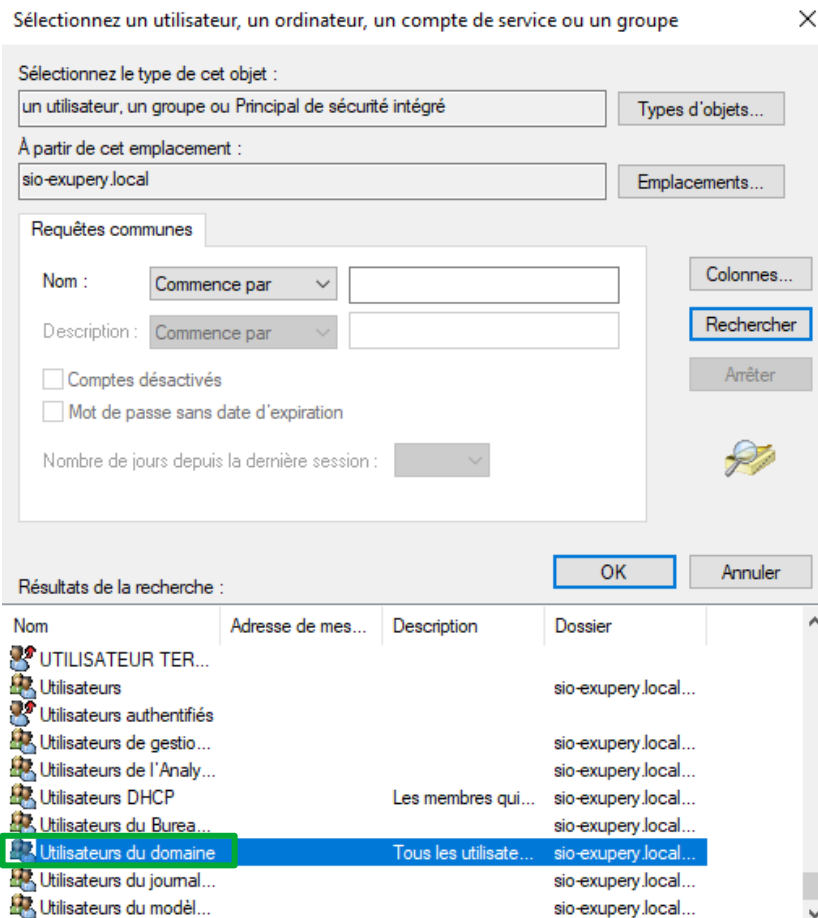 Sélectionnez un utilisateur, un ordinateur, un compte de service ou un groupe
Sélectionnez le type de cet objet :
un utilisateur, un groupe ou Principal de sécurité intégré
Types d'objets...
À partir de cet emplacement :
sio-exupery.local
Emplacements...
Requêtes communes
Nom :
Commence par
Colonnes...
Description :
Commence par
Rechercher
Comptes désactivés
Arrêter
Mot de passe sans date d'expiration
Nombre de jours depuis la dernière session :
OK
Annuler
Résultats de la recherche :
Nom Adresse de mes... Description Dossier
UTILISATEUR TER...
Utilisateurs sio-exupery.local...
Utilisateurs authentifiés
Utilisateurs de gestio... sio-exupery.local...
Utilisateurs de l'Analy... sio-exupery.local...
Utilisateurs DHCP Les membres qui... sio-exupery.local...
Utilisateurs du Burea... sio-exupery.local...
Utilisateurs du domaine Tous les utilisate... sio-exupery.local...
Utilisateurs du journal... sio-exupery.local...
Utilisateurs du modèl... sio-exupery.local...